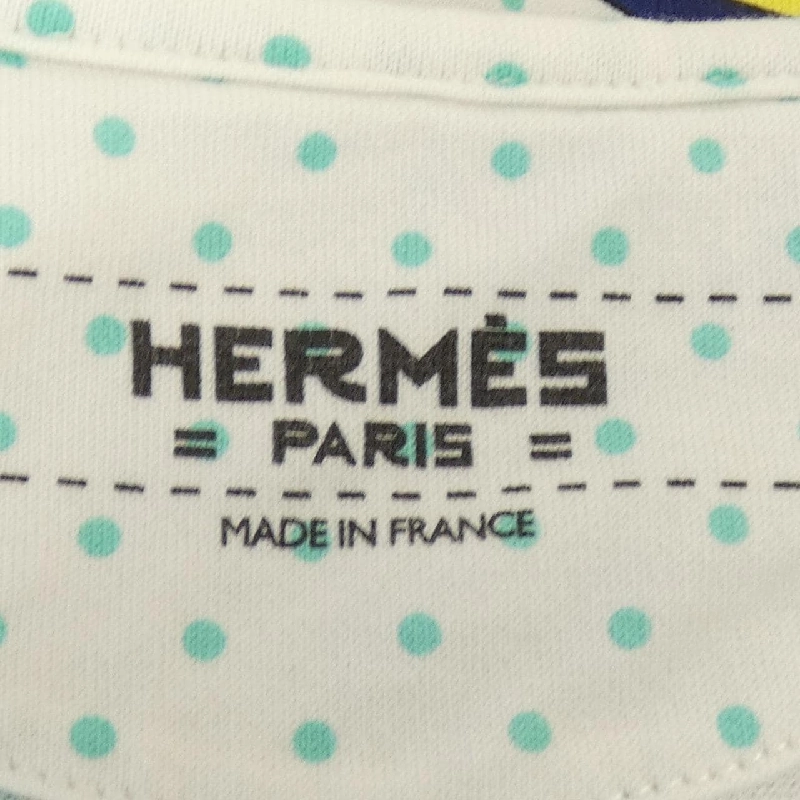 HERMÈS
= PARIS =
MADE IN FRANCE